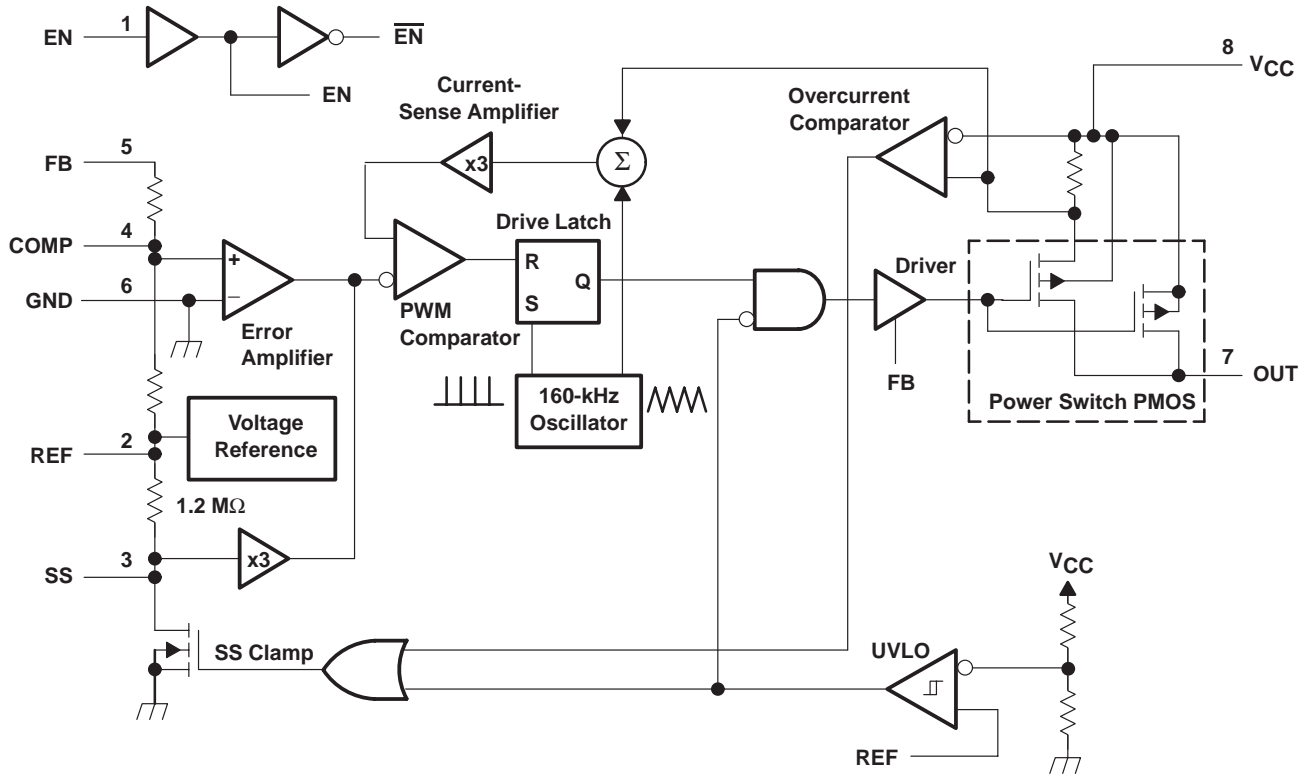 EN
1
EN
EN
8
VCC
Current-
Sense Amplifier
Overcurrent
Comparator
FB
5
x3
Σ
COMP
4
Drive Latch
+
R
Q
S
Driver
GND
6
–
Error
Amplifier
PWM
Comparator
FB
7
OUT
160-kHz
Oscillator
Power Switch PMOS
Voltage
Reference
REF
2
1.2 MΩ
SS
3
x3
VCC
SS Clamp
UVLO
REF